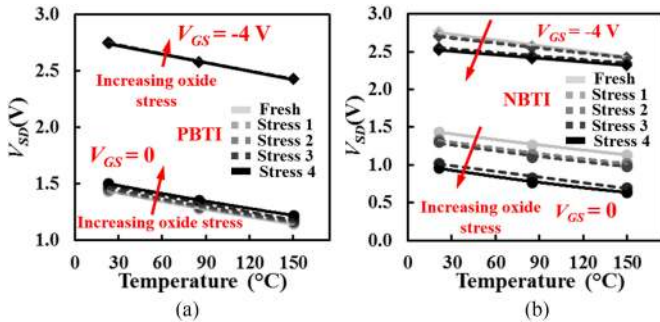 3.0
2.5
2.0
1.5
1.0
V_SD(V)
V_GS = -4 V
Increasing oxide
stress
PBTI
Fresh
Stress 1
Stress 2
Stress 3
Stress 4
V_GS = 0
Increasing oxide stress
0 30 60 90 120 150
Temperature (°C)
(a)
3.0
2.5
2.0
1.5
1.0
0.5
0.0
V_SD(V)
V_GS = -4 V
NBTI
Fresh
Stress 1
Stress 2
Stress 3
Stress 4
Increasing oxide
stress
V_GS = 0
0 30 60 90 120 150
Temperature (°C)
(b)